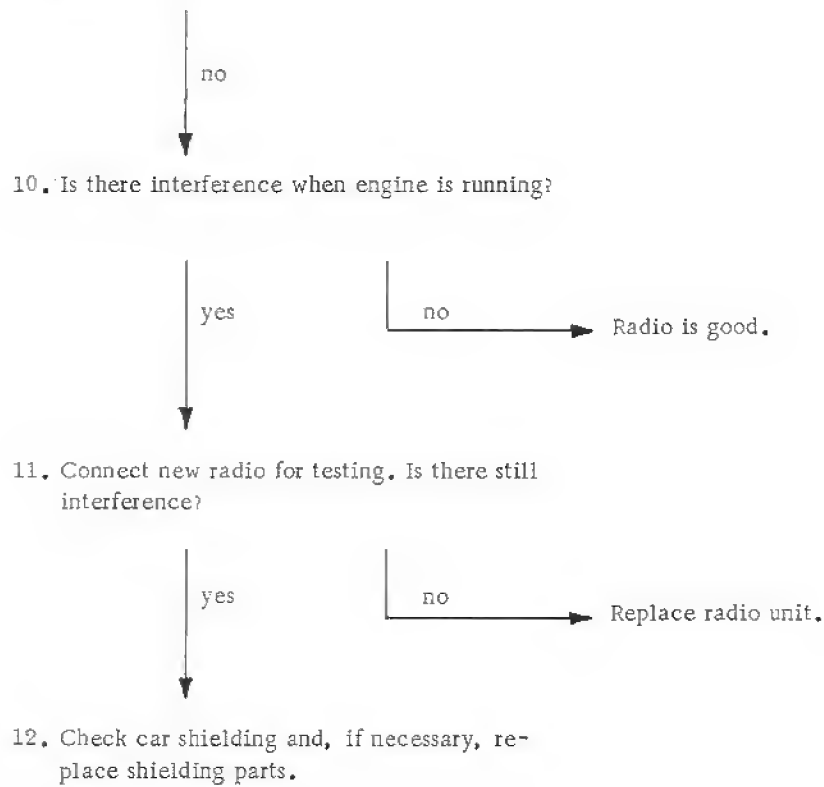 no
10. Is there interference when engine is running?
yes
no
Radio is good.
11. Connect new radio for testing. Is there still
interference?
yes
no
Replace radio unit.
12. Check car shielding and, if necessary, re-
place shielding parts.